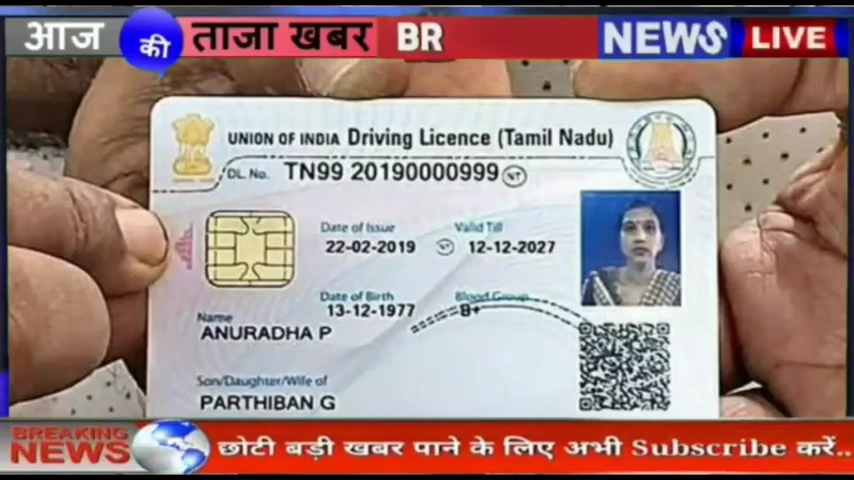 आज की ताजा खबर BR NEWS LIVE
UNION OF INDIA Driving Licence (Tamil Nadu)
DL. No. TN99 20190000999
Date of Issue Valid Till
22-02-2019 12-12-2027
Date of Birth Blood Group
13-12-1977 B+
Name
ANURADHA P
Son/Daughter/Wife of
PARTHIBAN G
BREAKING NEWS छोटी बड़ी खबर पाने के लिए अभी Subscribe करें..